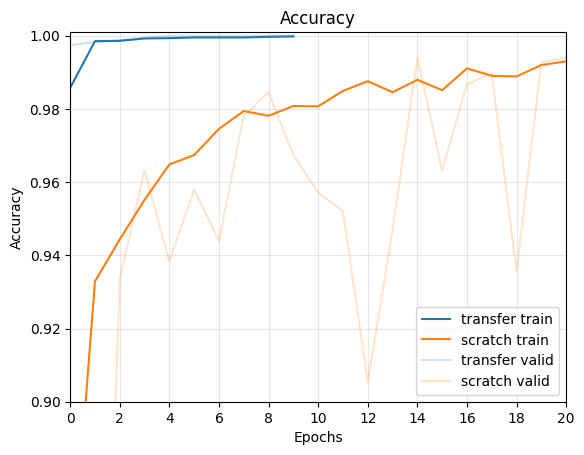 Accuracy
1.00
0.98
0.96
0.94
0.92
0.90
Accuracy
0 2 4 6 8 10 12 14 16 18 20
Epochs
transfer train
scratch train
transfer valid
scratch valid